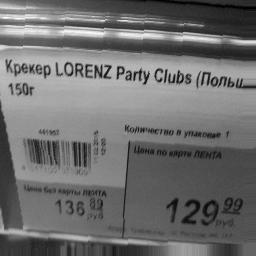 Крекер LORENZ Party Clubs (Польш
150г
Количество в упаковке 1
Цена по карте ЛЕНТА
Цена без карты ЛЕНТА
136 89
руб.
129 99
руб.